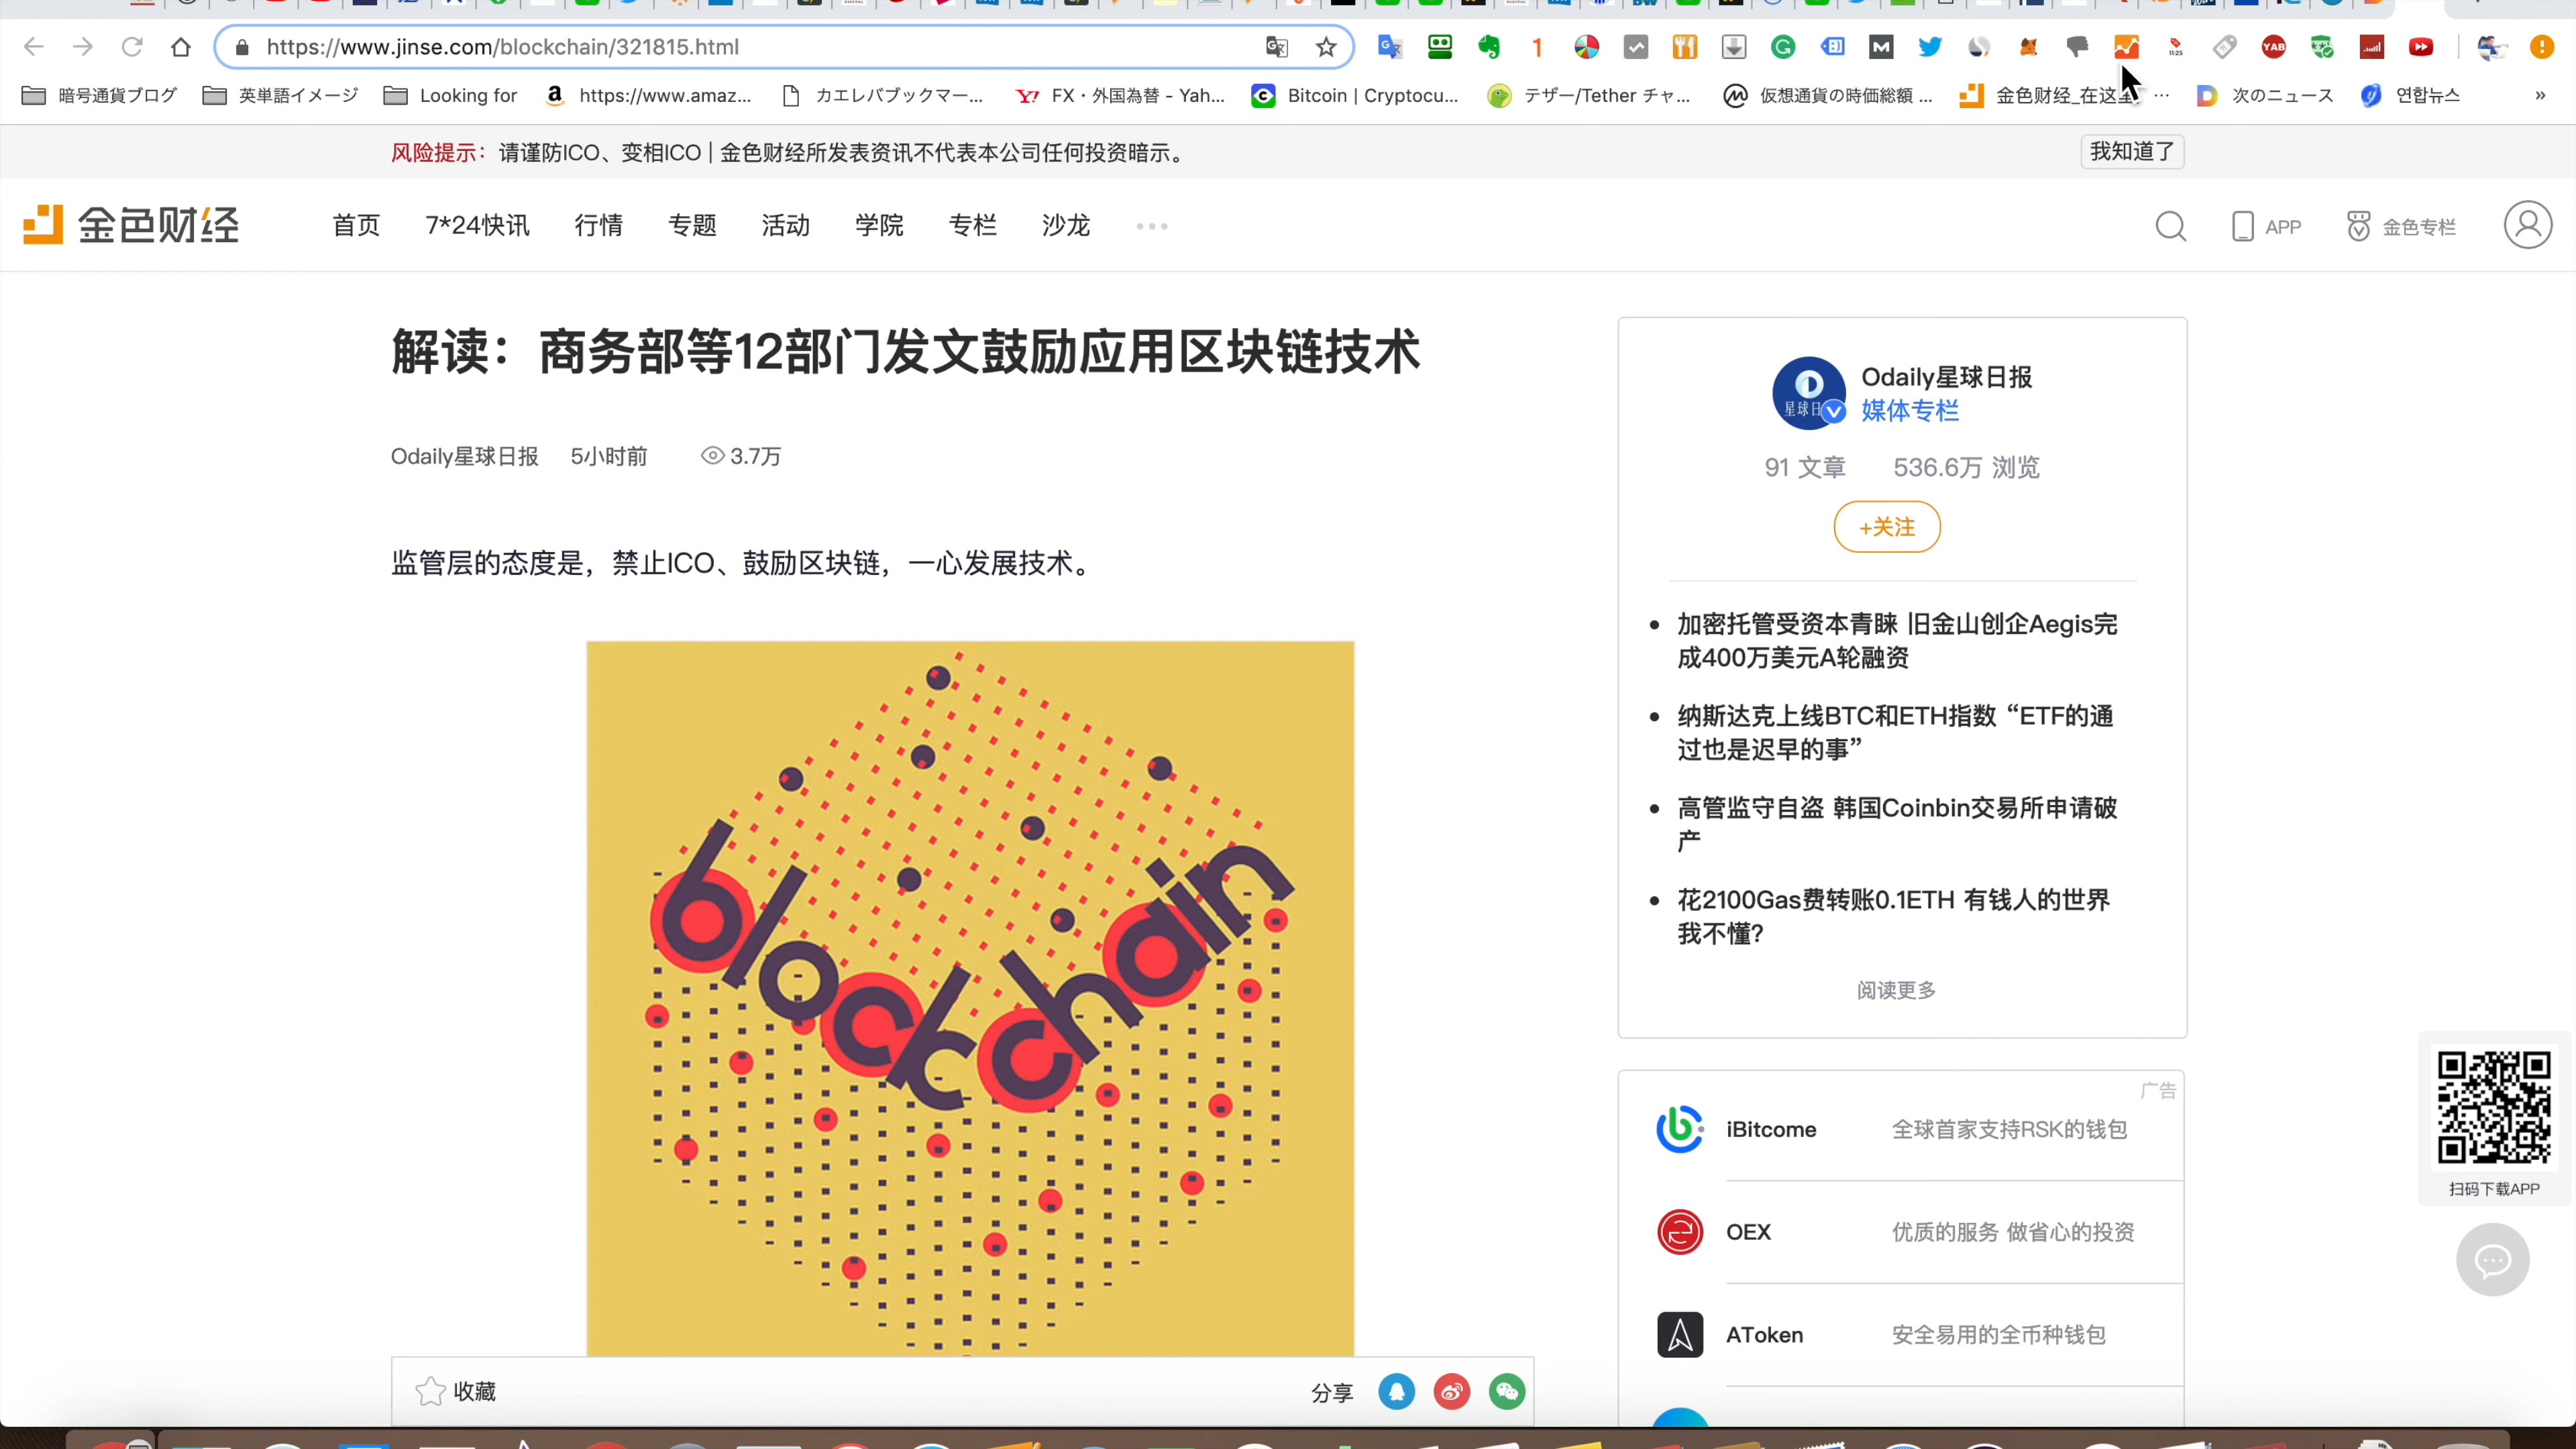 https://www.jinse.com/blockchain/321815.html
暗号通貨ブログ
英単語イメージ
Looking for
https://www.amaz...
カエレバブックマー...
FX・外国為替 - Yah...
Bitcoin | Cryptocu...
テザー/Tether チャ...
仮想通貨の時価総額 ...
金色财经_在这里 ...
次のニュース
연합뉴스
»
风险提示：请谨防ICO、变相ICO | 金色财经所发表资讯不代表本公司任何投资暗示。
我知道了
金色财经
首页 7*24快讯 行情 专题 活动 学院 专栏 沙龙
APP
金色专栏
解读：商务部等12部门发文鼓励应用区块链技术
Odaily星球日报 5小时前 3.7万
监管层的态度是，禁止ICO、鼓励区块链，一心发展技术。
blockchain
收藏
分享
Odaily星球日报
媒体专栏
91 文章 536.6万 浏览
+关注
加密托管受资本青睐 旧金山创企Aegis完
成400万美元A轮融资
纳斯达克上线BTC和ETH指数 “ETF的通
过也是迟早的事”
高管监守自盗 韩国Coinbin交易所申请破
产
花2100Gas费转账0.1ETH 有钱人的世界
我不懂?
阅读更多
广告
iBitcome 全球首家支持RSK的钱包
OEX 优质的服务 做省心的投资
AToken 安全易用的全币种钱包
扫码下载APP